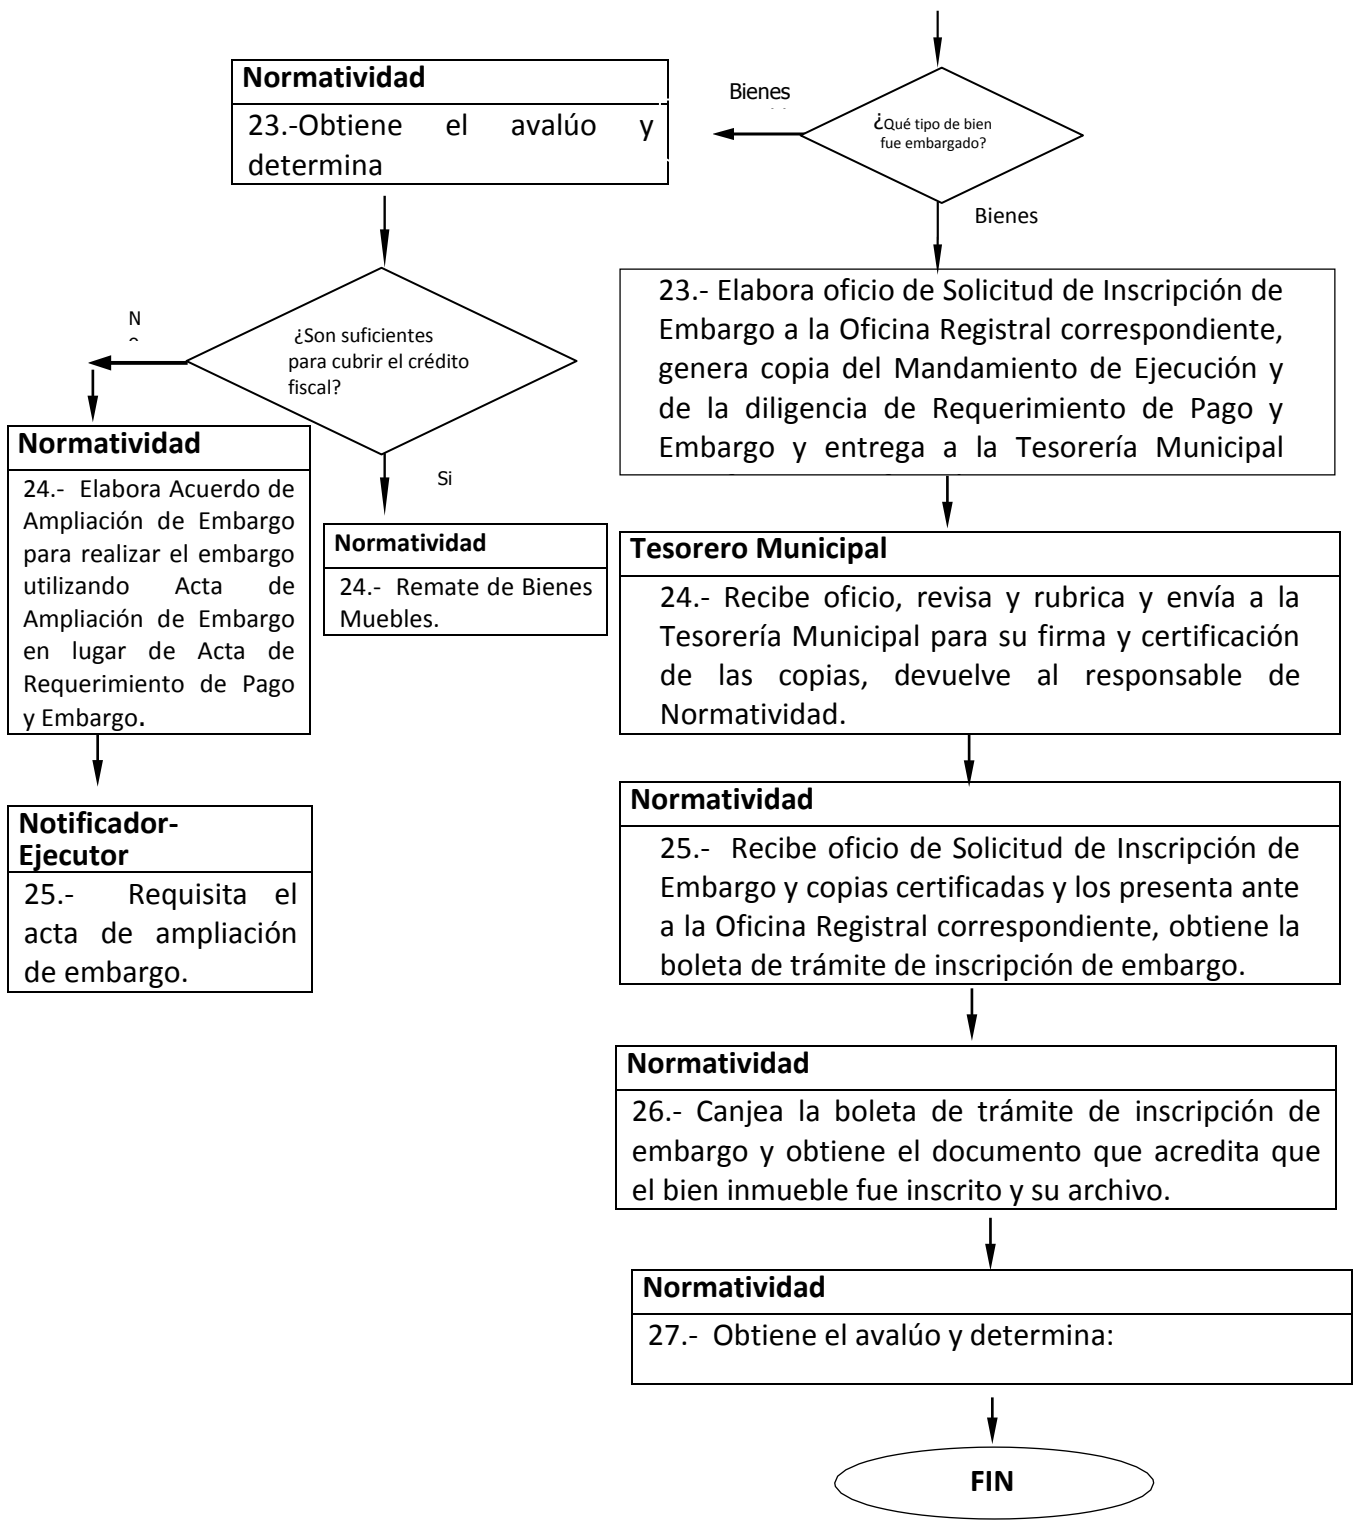 Normatividad
23.-Obtiene el avalúo y
determina
Bienes
¿Qué tipo de bien
fue embargado?
Bienes
¿Son suficientes
para cubrir el crédito
fiscal?
N
Si
23.- Elabora oficio de Solicitud de Inscripción de
Embargo a la Oficina Registral correspondiente,
genera copia del Mandamiento de Ejecución y
de la diligencia de Requerimiento de Pago y
Embargo y entrega a la Tesorería Municipal
Normatividad
24.- Elabora Acuerdo de
Ampliación de Embargo
para realizar el embargo
utilizando Acta de
Ampliación de Embargo
en lugar de Acta de
Requerimiento de Pago
y Embargo.
Normatividad
24.- Remate de Bienes
Muebles.
Tesorero Municipal
24.- Recibe oficio, revisa y rubrica y envía a la
Tesorería Municipal para su firma y certificación
de las copias, devuelve al responsable de
Normatividad.
Notificador-
Ejecutor
25.- Requisita el
acta de ampliación
de embargo.
Normatividad
25.- Recibe oficio de Solicitud de Inscripción de
Embargo y copias certificadas y los presenta ante
a la Oficina Registral correspondiente, obtiene la
boleta de trámite de inscripción de embargo.
Normatividad
26.- Canjea la boleta de trámite de inscripción de
embargo y obtiene el documento que acredita que
el bien inmueble fue inscrito y su archivo.
Normatividad
27.- Obtiene el avalúo y determina:
FIN